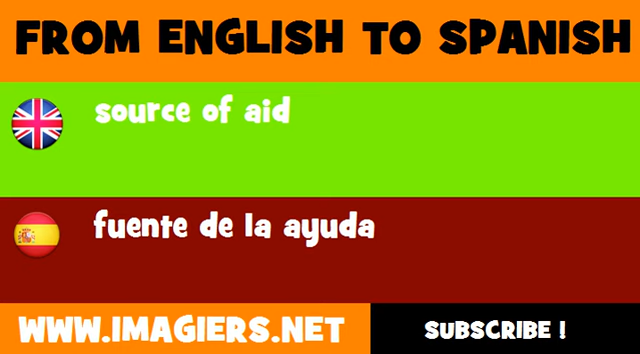 FROM ENGLISH TO SPANISH
source of aid
fuente de la ayuda
WWW.IMAGIERS.NET
SUBSCRIBE !